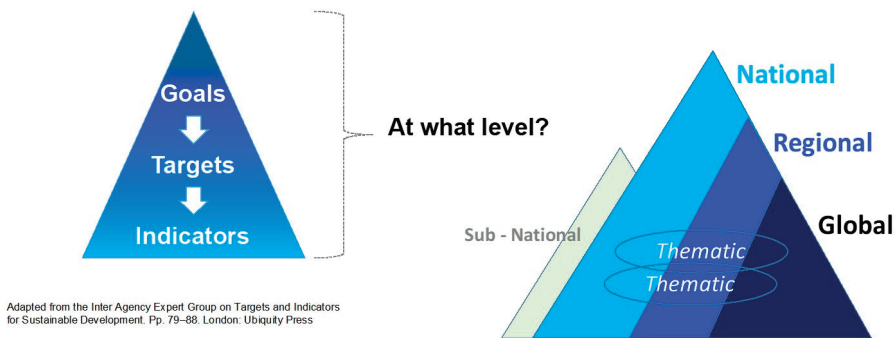 Goals
Targets
Indicators
At what level?
National
Regional
Global
Sub - National
Thematic
Thematic
Adapted from the Inter Agency Expert Group on Targets and Indicators
for Sustainable Development. Pp. 79–88. London: Ubiquity Press